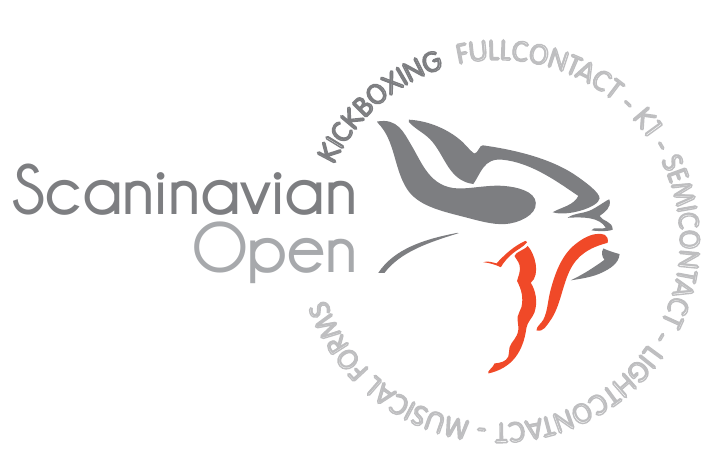 KICKBOXING FULLCONTACT - K1 - SEMICONTACT - LIGHTCONTACT - MUSICAL FORMS
Scaninavian
Open